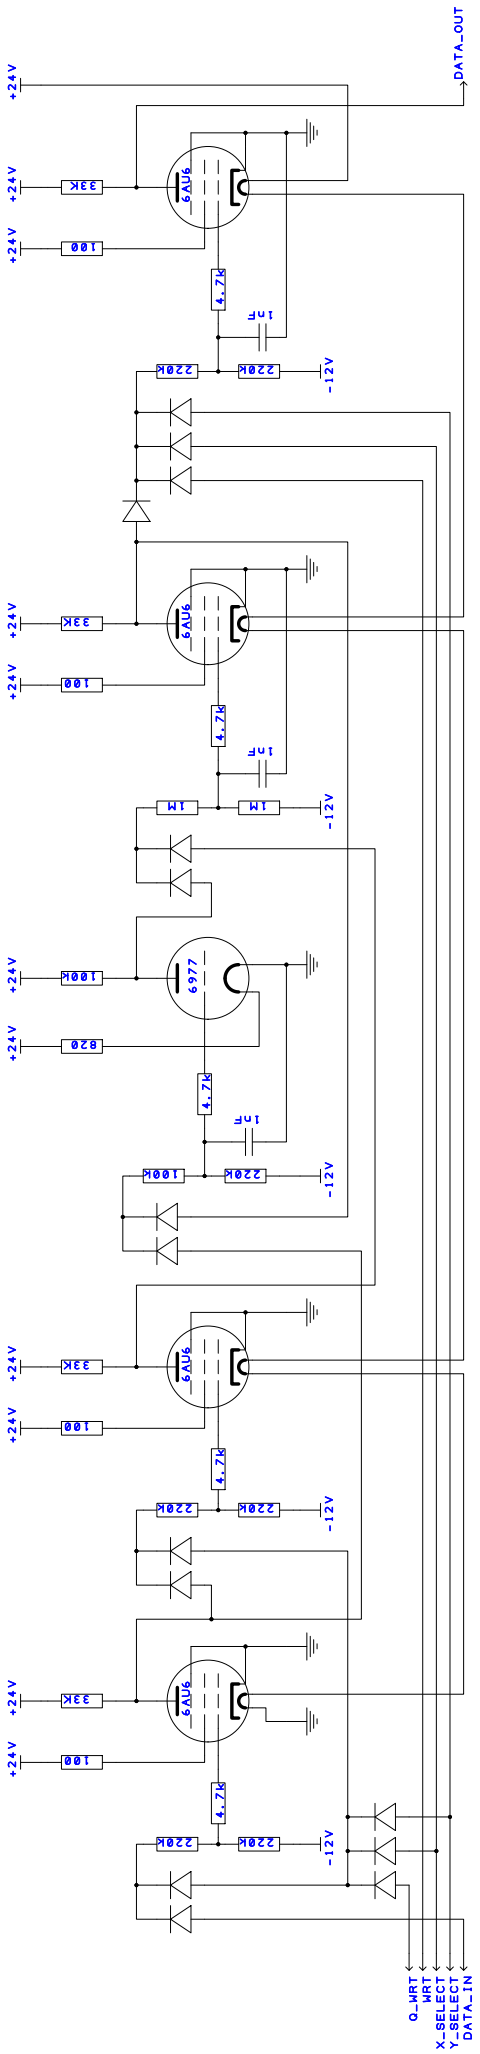 DATA_OUT
+24V
+24V
33K
6AU6
+24V
100
4.7k
1nF
220k
220k
-12V
+24V
33K
6AU6
+24V
100
4.7k
1nF
1M
1M
-12V
+24V
100k
6977
+24V
820
4.7k
1nF
100k
220k
-12V
+24V
33K
6AU6
+24V
100
4.7k
220k
220k
-12V
+24V
33K
6AU6
+24V
100
4.7k
220k
220k
-12V
Q_WRT
WRT
X_SELECT
Y_SELECT
DATA_IN